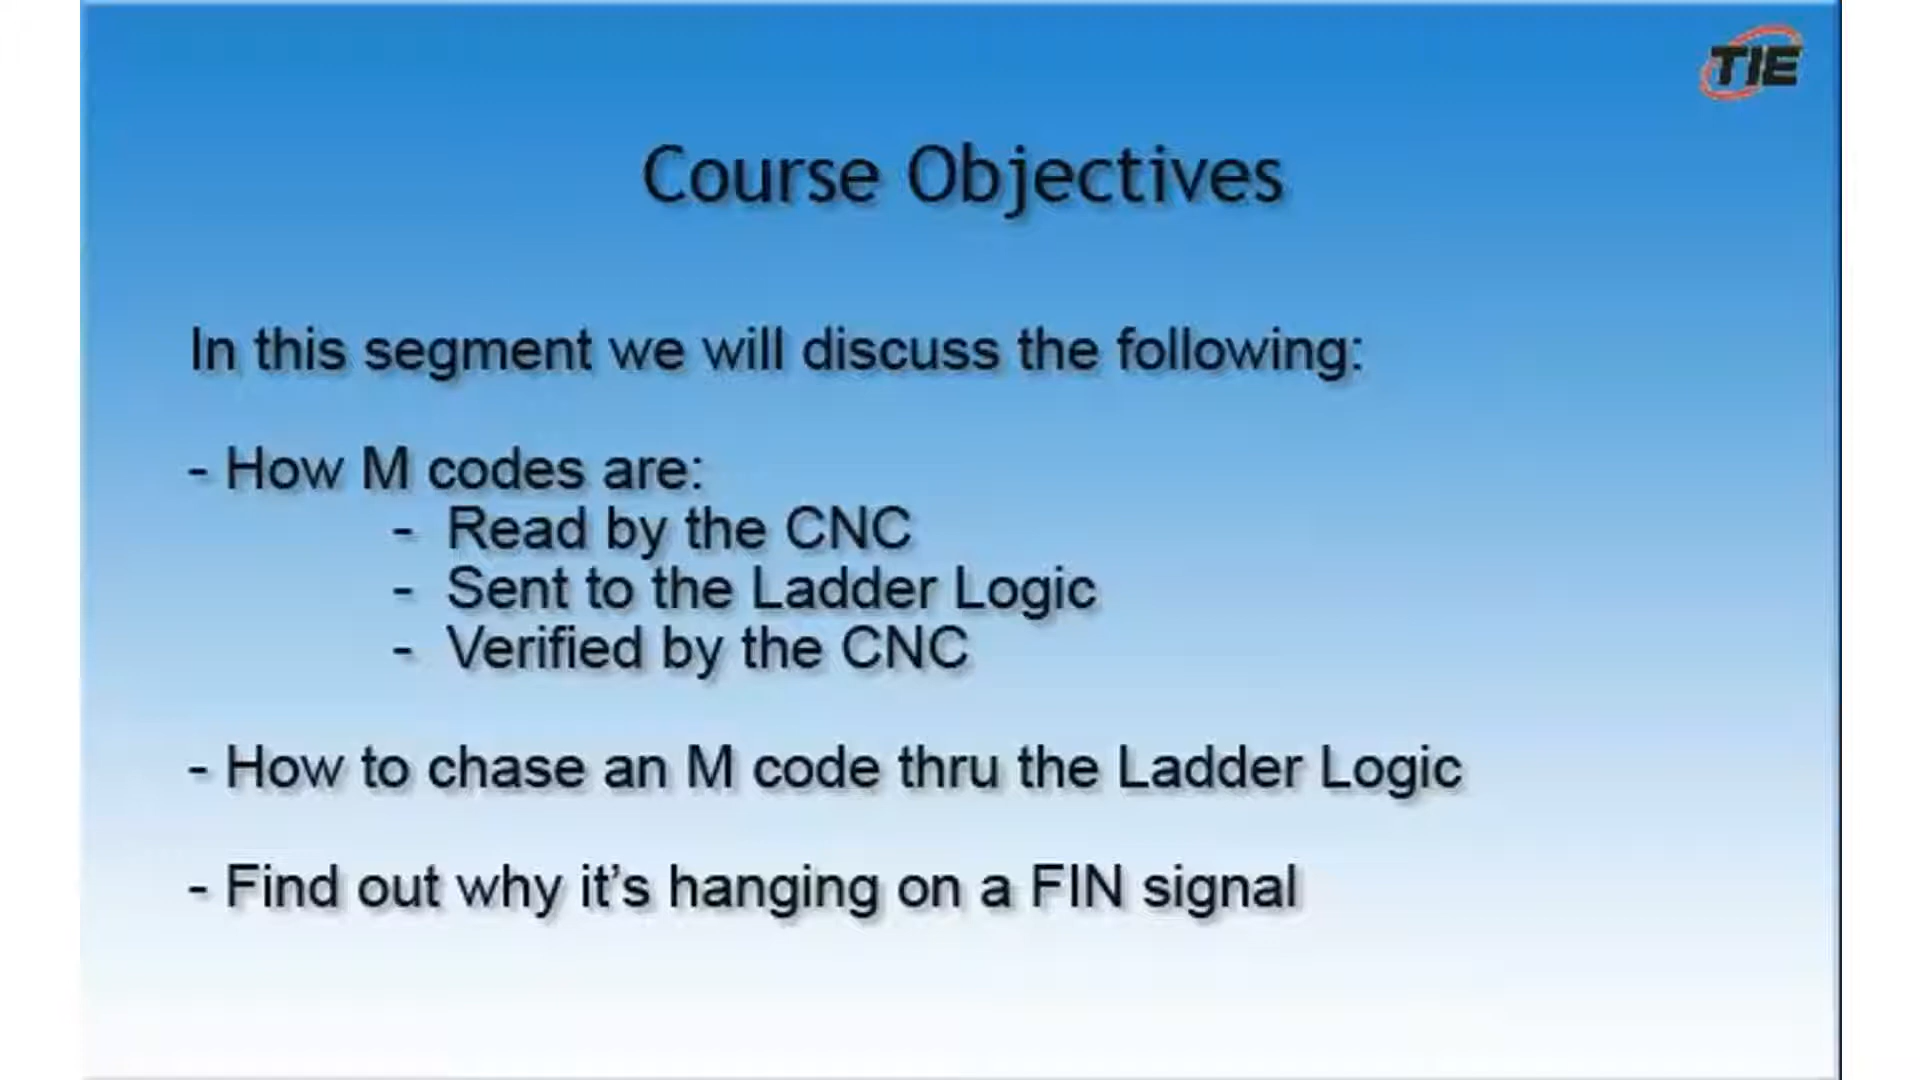 TIE
Course Objectives
In this segment we will discuss the following:
- How M codes are:
- Read by the CNC
- Sent to the Ladder Logic
- Verified by the CNC
- How to chase an M code thru the Ladder Logic
- Find out why it's hanging on a FIN signal